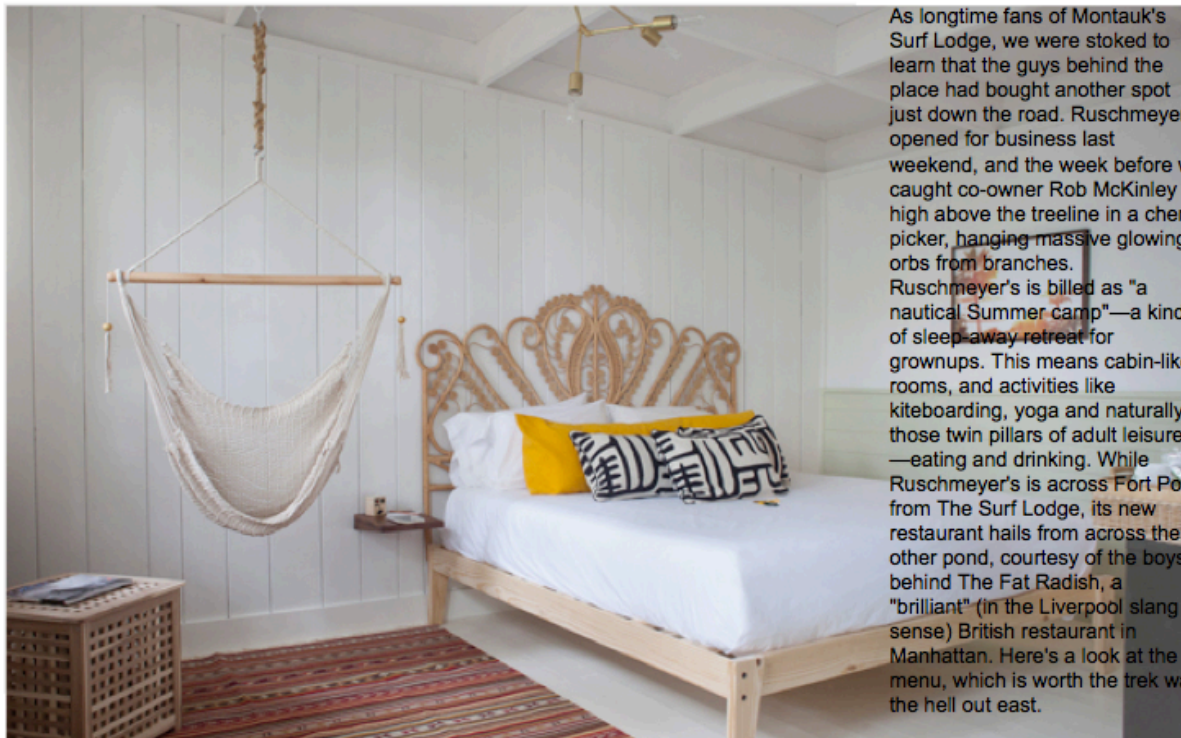 As longtime fans of Montauk's
Surf Lodge, we were stoked to
learn that the guys behind the
place had bought another spot
just down the road. Ruschmeye
opened for business last
weekend, and the week before
caught co-owner Rob McKinley
high above the treeline in a cher
picker, hanging massive glowing
orbs from branches.
Ruschmeyer's is billed as "a
nautical Summer camp"—a kind
of sleep-away retreat for
grownups. This means cabin-lik
rooms, and activities like
kiteboarding, yoga and naturally
those twin pillars of adult leisure
—eating and drinking. While
Ruschmeyer's is across Fort Po
from The Surf Lodge, its new
restaurant hails from across the
other pond, courtesy of the boys
behind The Fat Radish, a
"brilliant" (in the Liverpool slang
sense) British restaurant in
Manhattan. Here's a look at the
menu, which is worth the trek wa
the hell out east.